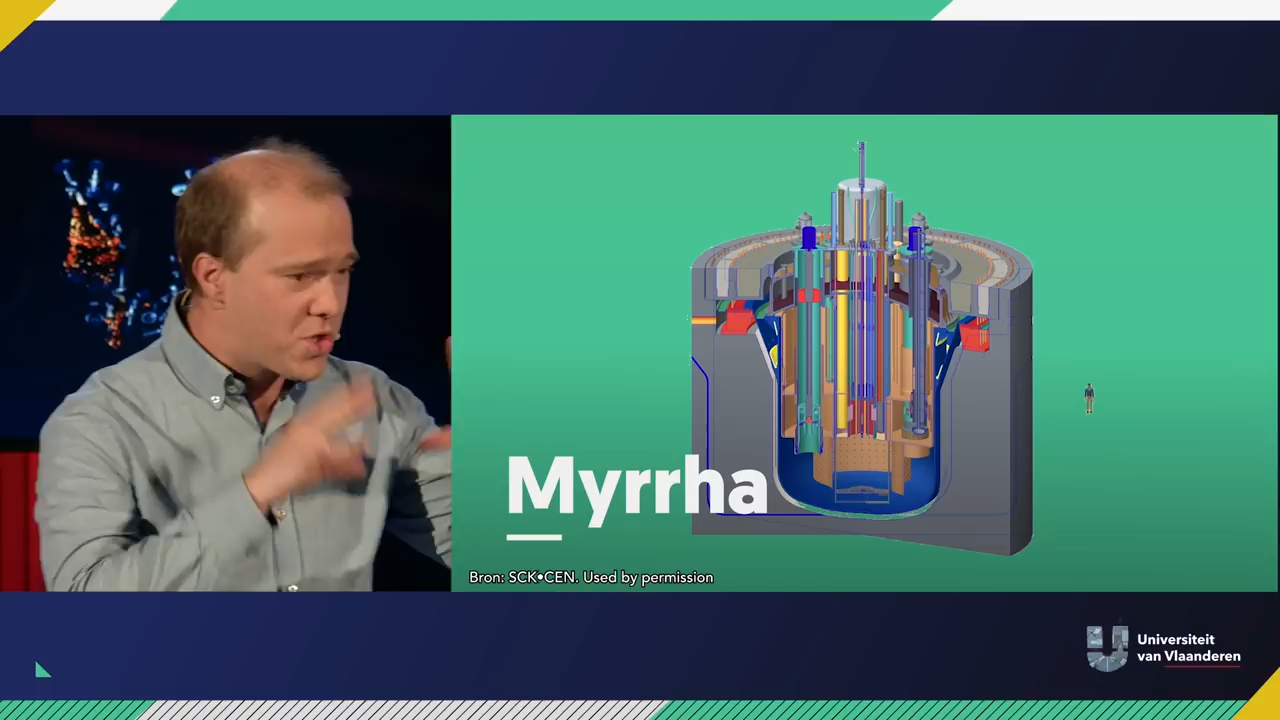 Myrrha
Bron: SCK•CEN. Used by permission
Universiteit
van Vlaanderen